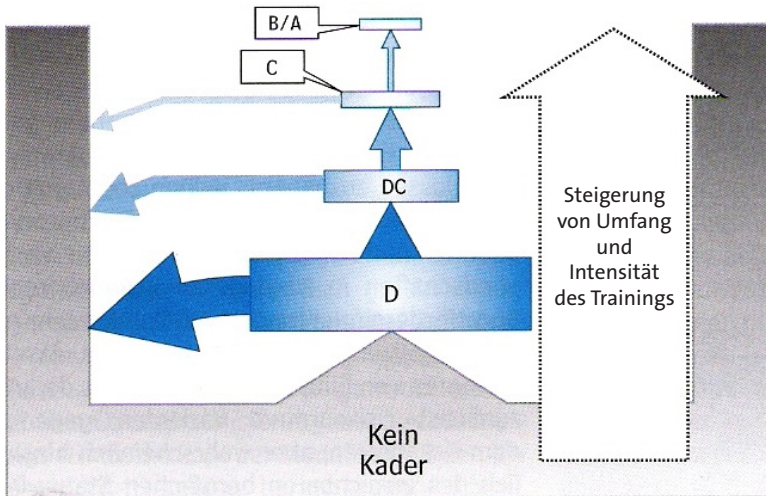 B/A
C
DC
D
Steigerung
von Umfang
und
Intensität
des Trainings
Kein
Kader